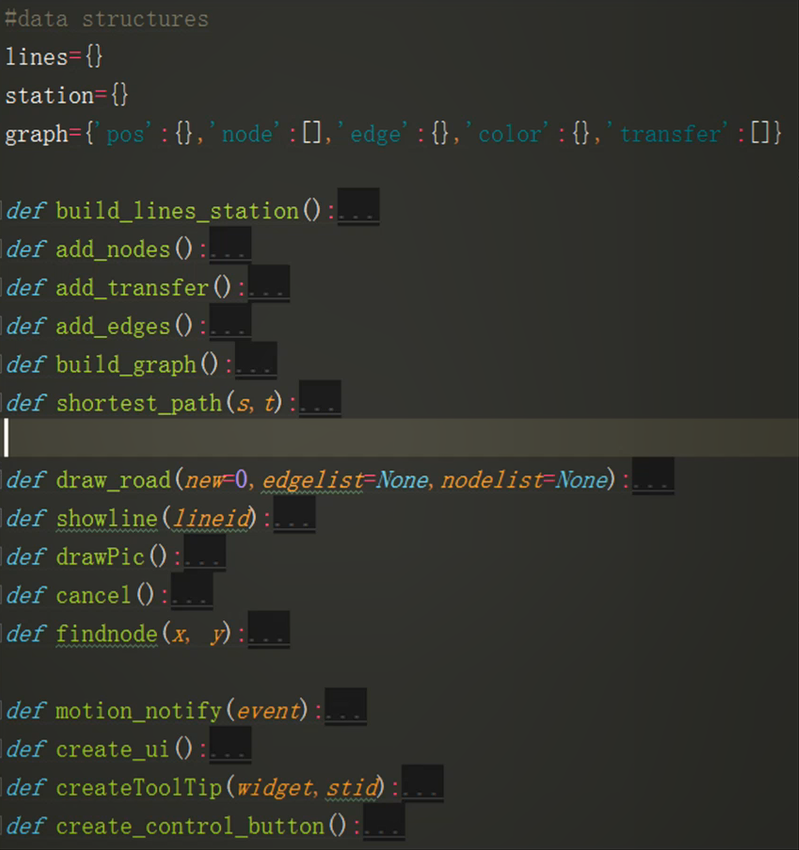 #data structures
lines={}
station={}
graph={'pos':{},'node':[],'edge':{},'color':{},'transfer':[]}
def build_lines_station():...
def add_nodes():...
def add_transfer():...
def add_edges():...
def build_graph():...
def shortest_path(s,t):...
def draw_road(new=0,edgelist=None,nodelist=None):...
def showline(lineid):...
def drawPic():...
def cancel():...
def findnode(x, y):...
def motion_notify(event):...
def create_ui():...
def createToolTip(widget,stid):...
def create_control_button():...